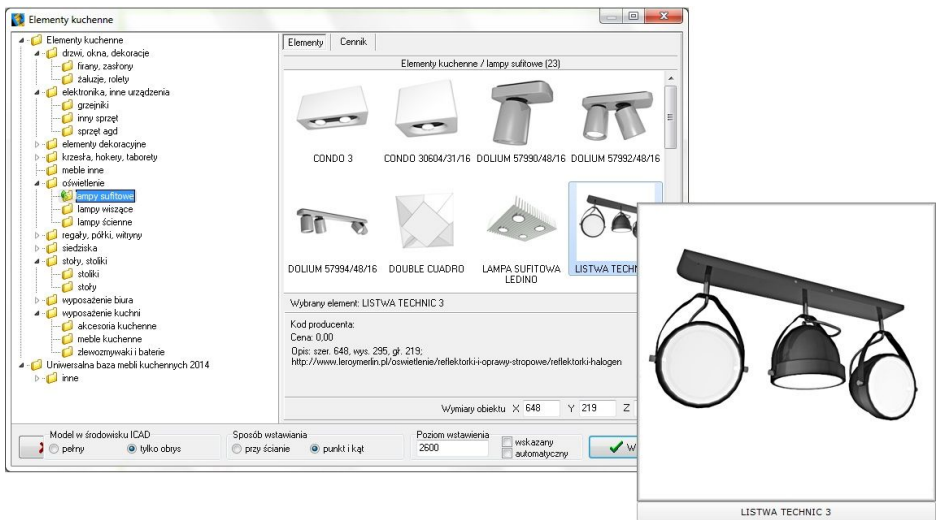 Elementy kuchenne
Elementy kuchenne
drzwi, okna, dekoracje
firany, zasłony
żaluzje, rolety
elektronika, inne urządzenia
grzejniki
inny sprzęt
sprzęt agd
elementy dekoracyjne
krzesła, hokery, taborety
meble inne
oświetlenie
lampy sufitowe
lampy wiszące
lampy ścienne
regały, półki, witryny
siedziska
stoły, stoliki
stoliki
stoły
wyposażenie biura
wyposażenie kuchni
akcesoria kuchenne
meble kuchenne
zlewozmywaki i baterie
Uniwersalna baza mebli kuchennych 2014
inne
Elementy Cennik
Elementy kuchenne / lampy sufitowe (23)
CONDO 3 CONDO 30604/31/16 DOLIUM 57990/48/16 DOLIUM 57992/48/16
DOLIUM 57994/48/16 DOUBLE CUADRO LAMPA SUFITOWA LISTWA TECHN
LEDINO
Wybrany element: LISTWA TECHNIC 3
Kod producenta:
Cena: 0,00
Opis: szer. 648, wys. 295, gł. 219;
http://www.leroymerlin.pl/oswietlenie/reflektorki-i-oprawy-stropowe/reflektorki-halogen
Wymiary obiektu X 648 Y 219 Z
Model w środowisku ICAD Sposób wstawiania Poziom wstawienia
pełny tylko obrys przy ścianie punkt i kąt 2600 wskazany
automatyczny
W
LISTWA TECHNIC 3